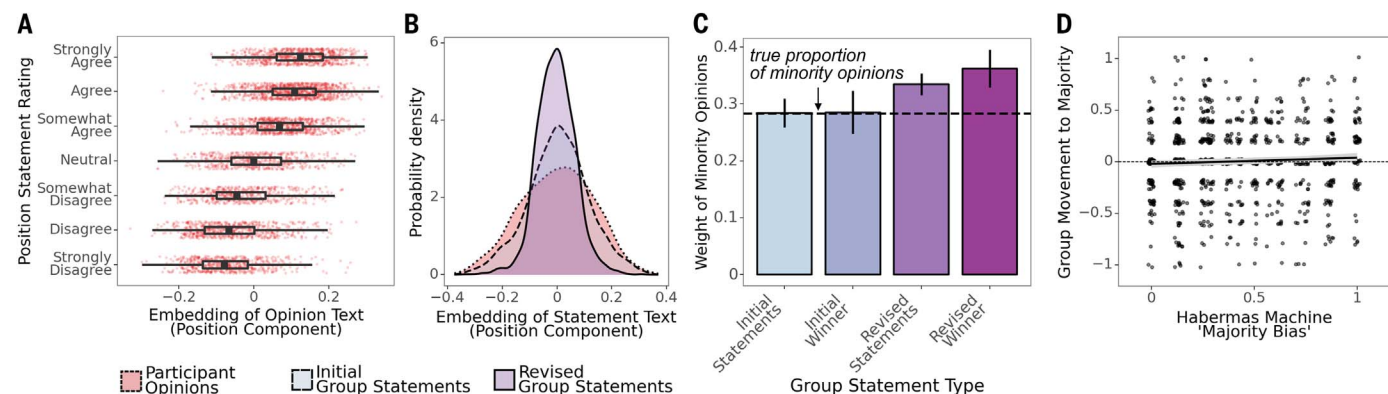 A
Position Statement Rating
Strongly
Agree
Agree
Somewhat
Agree
Neutral
Somewhat
Disagree
Disagree
Strongly
Disagree
−0.2
0
0.2
Embedding of Opinion Text
(Position Component)
B
Probability density
6
4
2
0
−0.4
−0.2
0
0.2
0.4
Embedding of Statement Text
(Position Component)
Participant
Opinions
Initial
Group Statements
Revised
Group Statements
C
Weight of Minority Opinions
0.4
0.3
0.2
0.1
0
true proportion
of minority opinions
Initial
Statements
Initial
Winner
Revised
Statements
Revised
Winner
Group Statement Type
D
Group Movement to Majority
1
0.5
0
−0.5
−1
0
0.5
1
Habermas Machine
'Majority Bias'